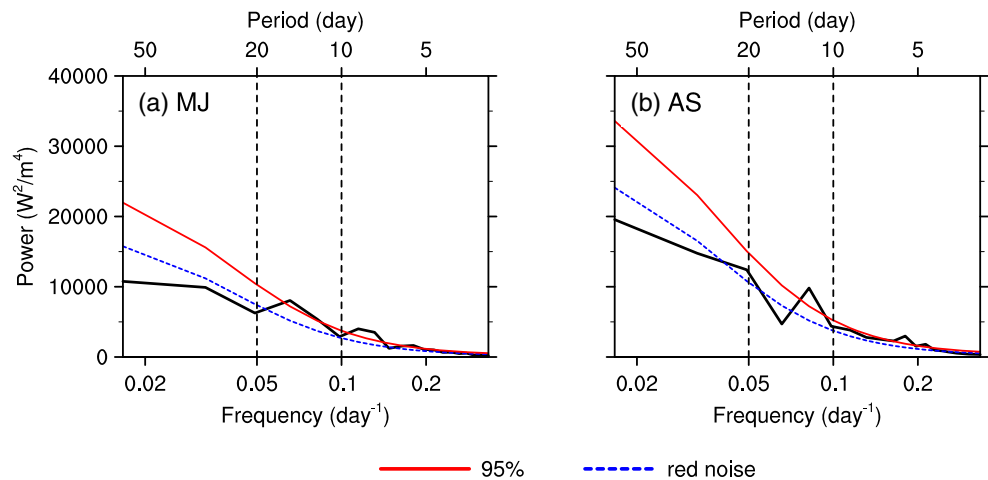 Period (day) Period (day)
50 20 10 5 50 20 10 5
40000
30000
20000
10000
0
Power (W²/m⁴)
(a) MJ (b) AS
0.02 0.05 0.1 0.2 0.02 0.05 0.1 0.2
Frequency (day⁻¹) Frequency (day⁻¹)
95% red noise